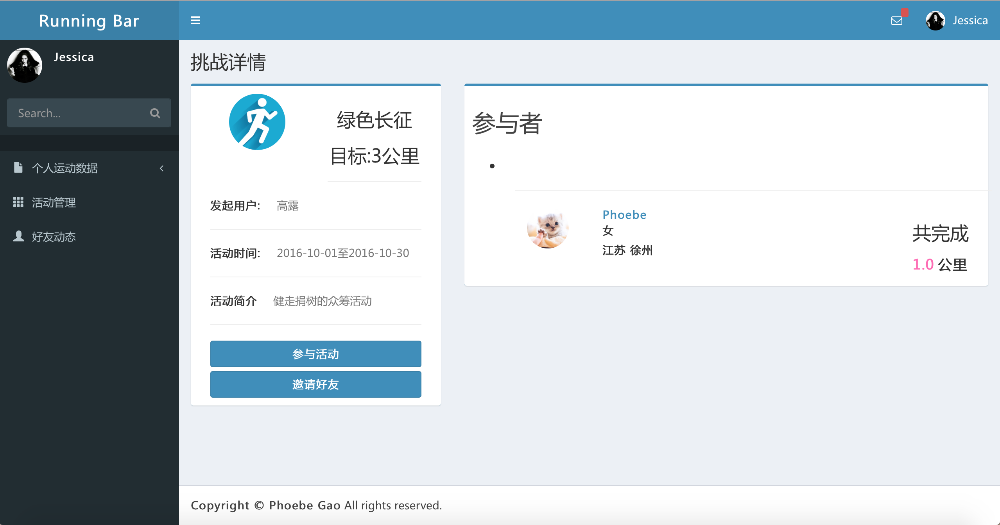 Running Bar
Jessica
Jessica
Search...
个人运动数据
活动管理
好友动态
挑战详情
绿色长征
目标:3公里
发起用户: 高露
活动时间: 2016-10-01至2016-10-30
活动简介 健走捐树的众筹活动
参与活动
邀请好友
参与者
Phoebe
女
江苏 徐州
共完成
1.0 公里
Copyright © Phoebe Gao All rights reserved.